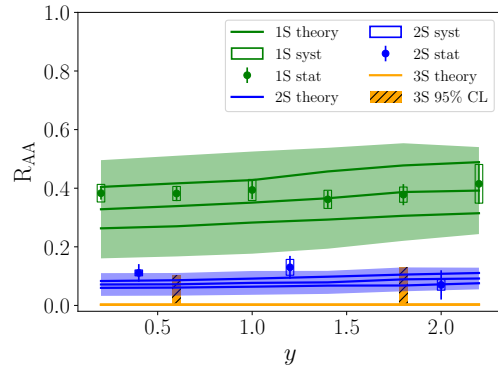 1.0
0.8
0.6
0.4
0.2
0.0
R_AA
0.5
1.0
1.5
2.0
y
1S theory
1S syst
1S stat
2S theory
2S syst
2S stat
3S theory
3S 95% CL